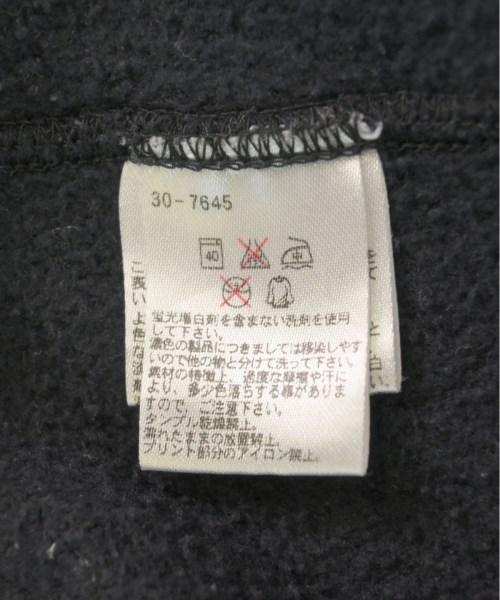 30-7645
40
中
蛍光増白剤を含まない洗剤を使用
して下さい。
濃色の製品につきましては移染しやす
いので他の物と分けて洗って下さい。
素材の特徴上、過度な摩擦や汗に
より、多少色落ちする事がありま
すので、ご注意下さい。
タンブル乾燥禁止。
濡れたままの放置禁止。
プリント部分のアイロン禁止。